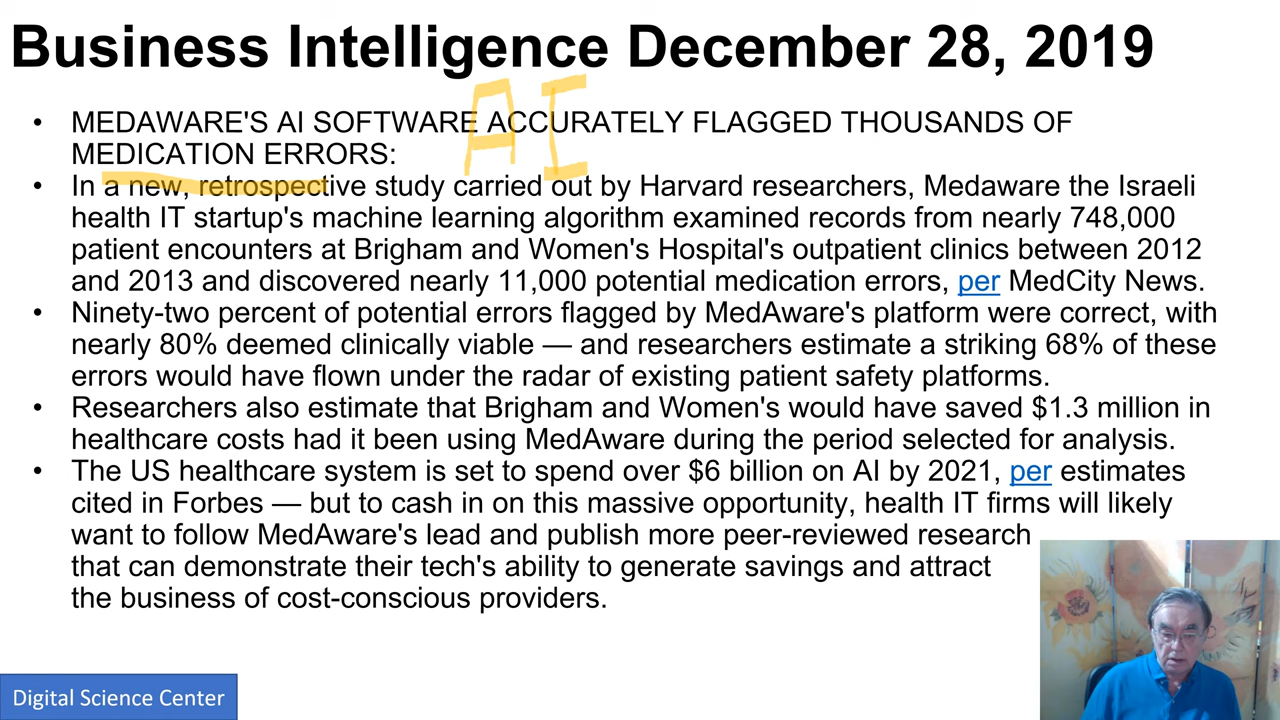 Business Intelligence December 28, 2019
AI
• MEDAWARE'S AI SOFTWARE ACCURATELY FLAGGED THOUSANDS OF
MEDICATION ERRORS:
• In a new, retrospective study carried out by Harvard researchers, Medaware the Israeli
health IT startup's machine learning algorithm examined records from nearly 748,000
patient encounters at Brigham and Women's Hospital's outpatient clinics between 2012
and 2013 and discovered nearly 11,000 potential medication errors, per MedCity News.
• Ninety-two percent of potential errors flagged by MedAware's platform were correct, with
nearly 80% deemed clinically viable — and researchers estimate a striking 68% of these
errors would have flown under the radar of existing patient safety platforms.
• Researchers also estimate that Brigham and Women's would have saved $1.3 million in
healthcare costs had it been using MedAware during the period selected for analysis.
• The US healthcare system is set to spend over $6 billion on AI by 2021, per estimates
cited in Forbes — but to cash in on this massive opportunity, health IT firms will likely
want to follow MedAware's lead and publish more peer-reviewed research
that can demonstrate their tech's ability to generate savings and attract
the business of cost-conscious providers.
Digital Science Center